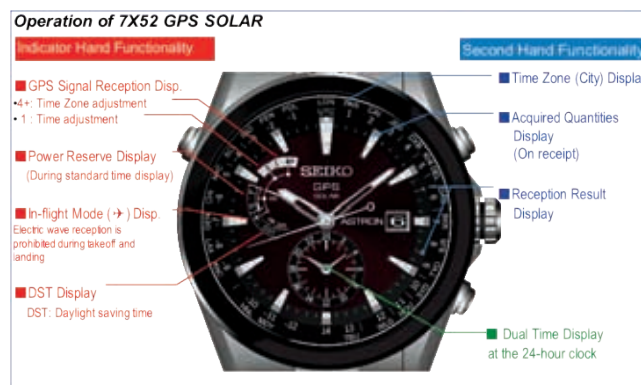 Operation of 7X52 GPS SOLAR
Indicator Hand Functionality
Second Hand Functionality
■ GPS Signal Reception Disp.
•4+: Time Zone adjustment
• 1 : Time adjustment
■ Power Reserve Display
(During standard time display)
■ In-flight Mode (✈) Disp.
Electric wave reception is
prohibited during takeoff and
landing
■ DST Display
DST: Daylight saving time
SEIKO
GPS
SOLAR
ASTRON
6
■ Time Zone (City) Display
■ Acquired Quantities
Display
(On receipt)
■ Reception Result
Display
■ Dual Time Display
at the 24-hour clock